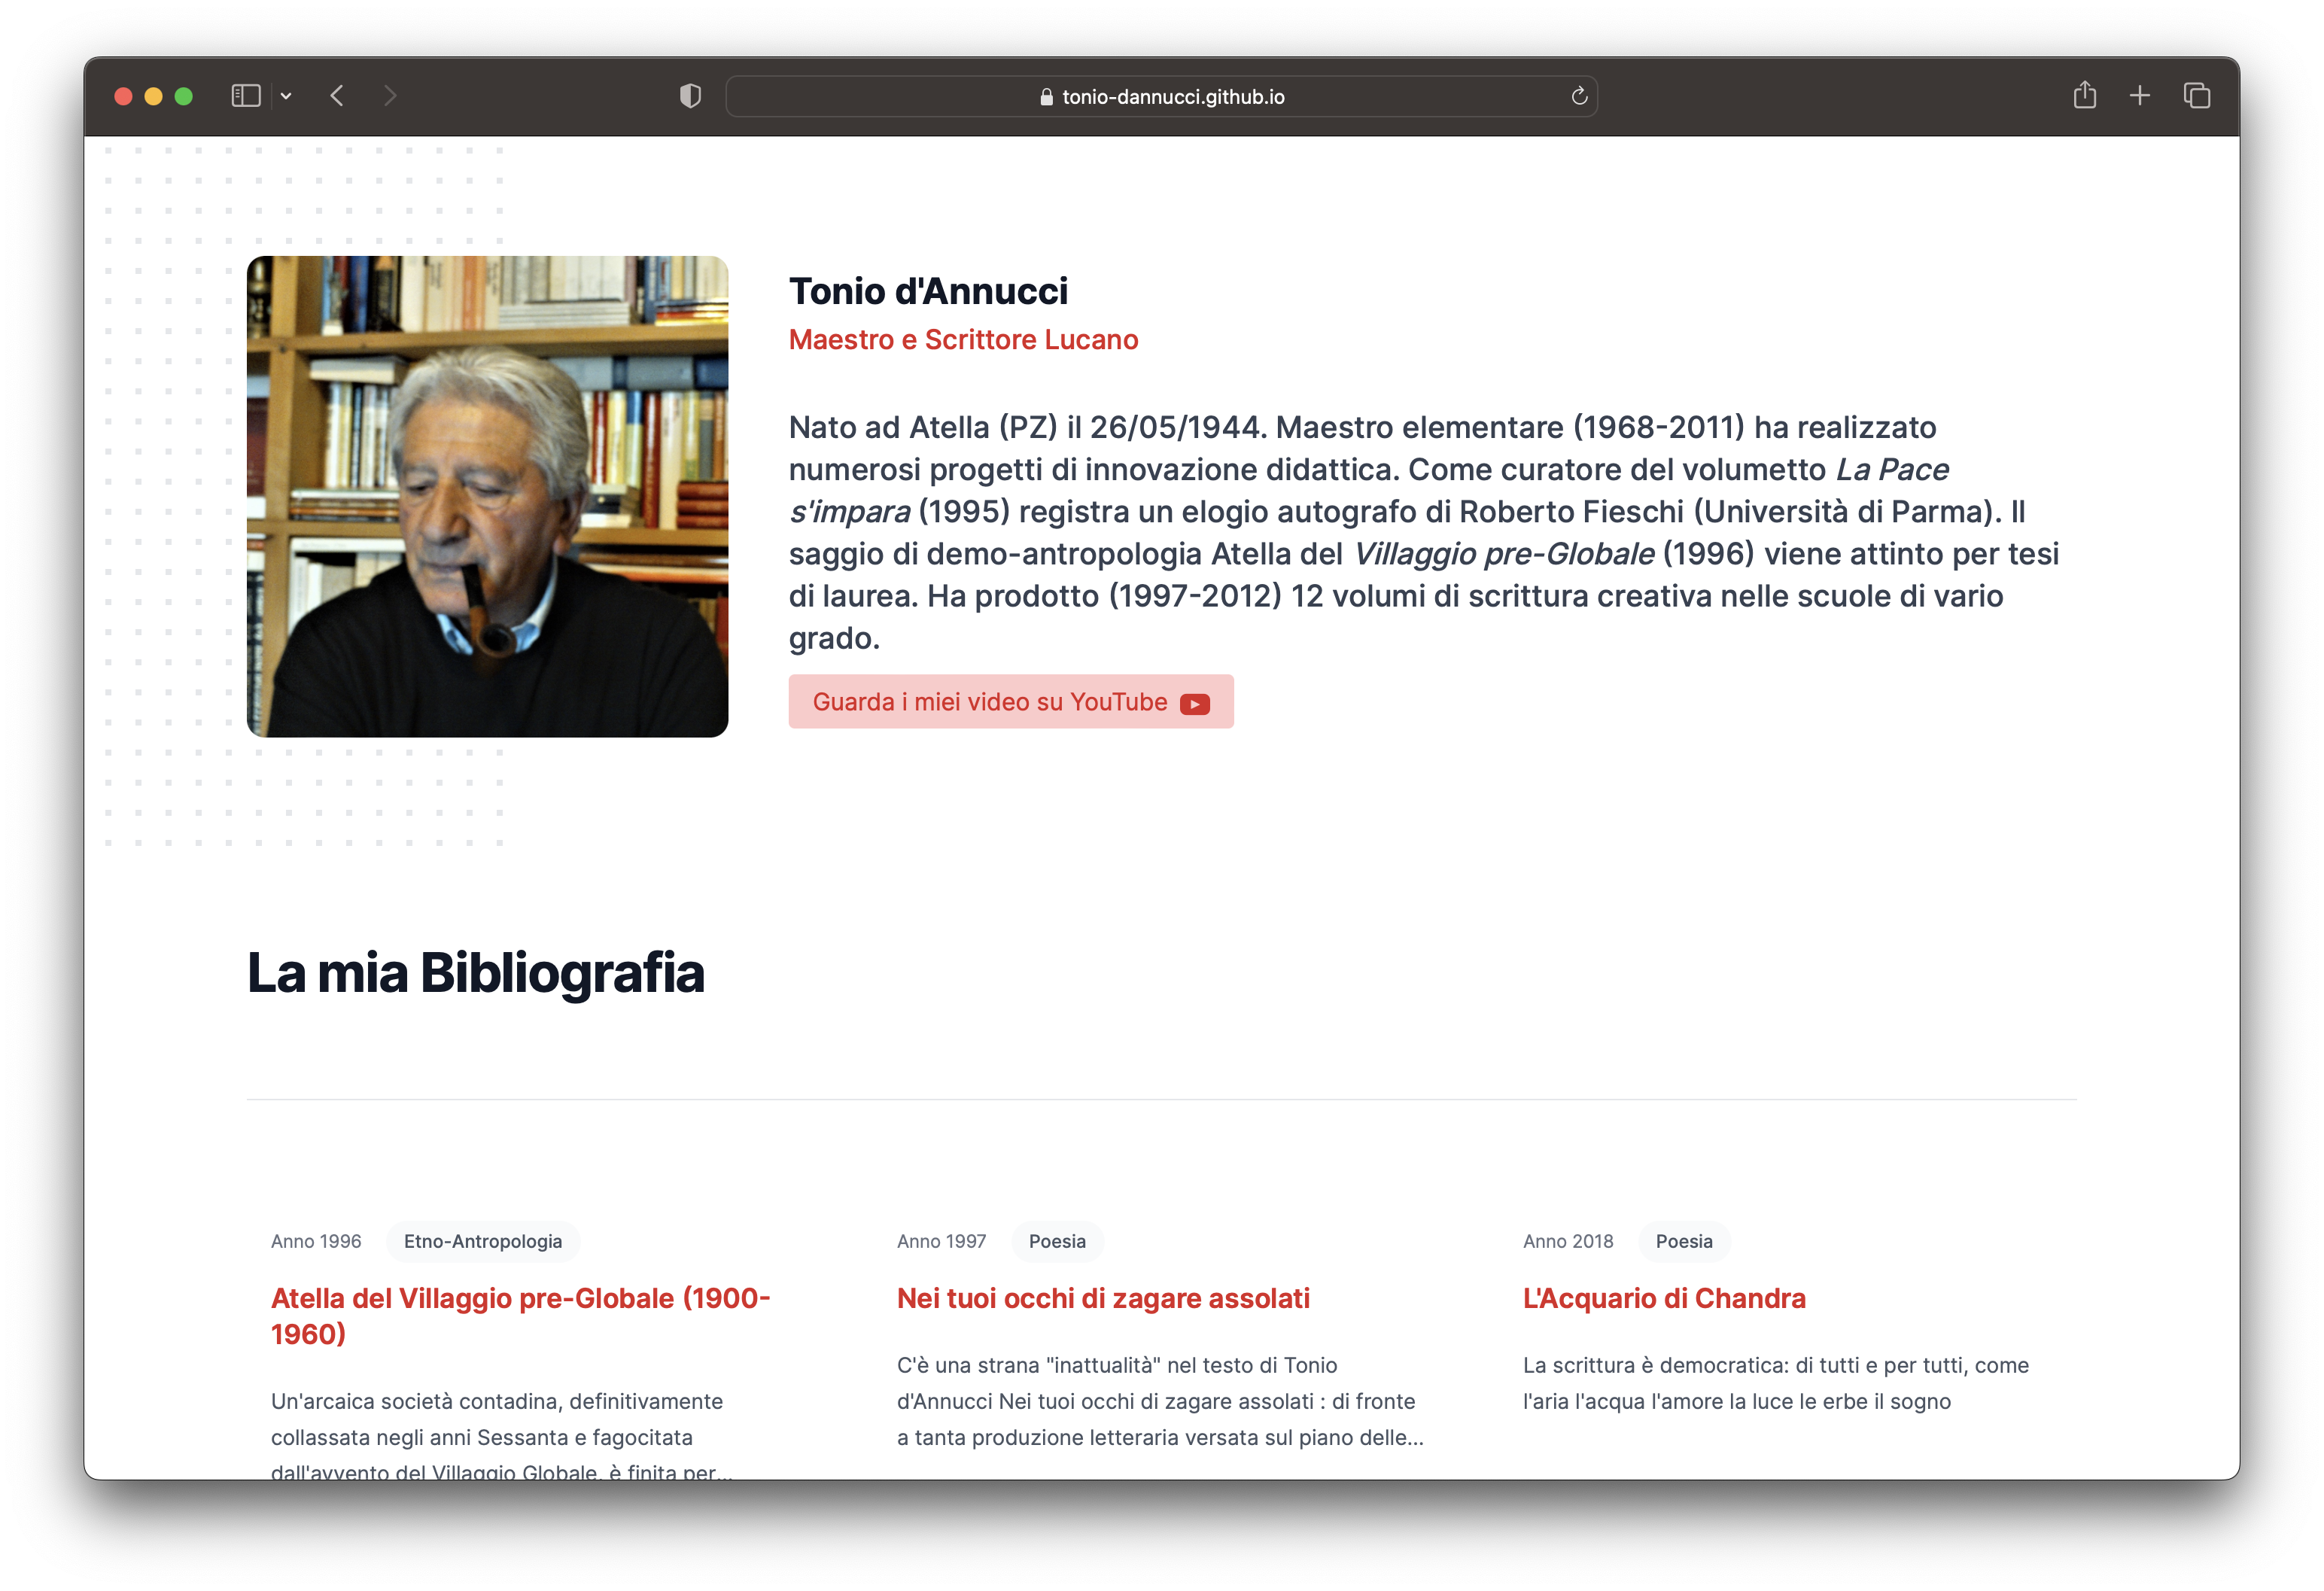 tonio-dannucci.github.io
Tonio d'Annucci
Maestro e Scrittore Lucano
Nato ad Atella (PZ) il 26/05/1944. Maestro elementare (1968-2011) ha realizzato
numerosi progetti di innovazione didattica. Come curatore del volumetto La Pace
s'impara (1995) registra un elogio autografo di Roberto Fieschi (Università di Parma). Il
saggio di demo-antropologia Atella del Villaggio pre-Globale (1996) viene attinto per tesi
di laurea. Ha prodotto (1997-2012) 12 volumi di scrittura creativa nelle scuole di vario
grado.
Guarda i miei video su YouTube
La mia Bibliografia
Anno 1996 Etno-Antropologia
Atella del Villaggio pre-Globale (1900-
1960)
Un'arcaica società contadina, definitivamente
collassata negli anni Sessanta e fagocitata
dall'avvento del Villaggio Globale, è finita per...
Anno 1997 Poesia
Nei tuoi occhi di zagare assolati
C'è una strana "inattualità" nel testo di Tonio
d'Annucci Nei tuoi occhi di zagare assolati : di fronte
a tanta produzione letteraria versata sul piano delle...
Anno 2018 Poesia
L'Acquario di Chandra
La scrittura è democratica: di tutti e per tutti, come
l'aria l'acqua l'amore la luce le erbe il sogno